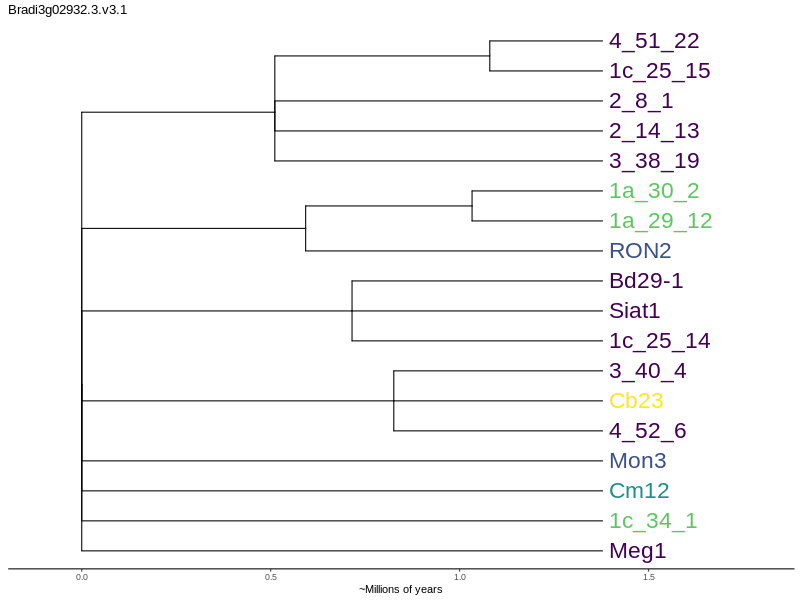 Bradi3g02932.3.v3.1
4_51_22
1c_25_15
2_8_1
2_14_13
3_38_19
1a_30_2
1a_29_12
RON2
Bd29-1
Siat1
1c_25_14
3_40_4
Cb23
4_52_6
Mon3
Cm12
1c_34_1
Meg1
0.0 0.5 1.0 1.5
~Millions of years